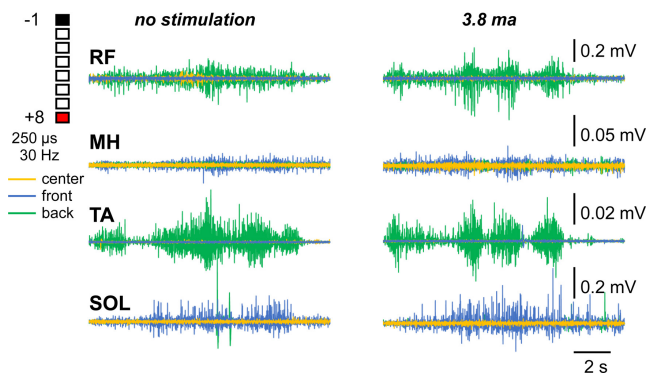 no stimulation
3.8 ma
-1
RF
0.2 mV
+8
250 µs
30 Hz
MH
0.05 mV
center
front
back
TA
0.02 mV
SOL
0.2 mV
2 s